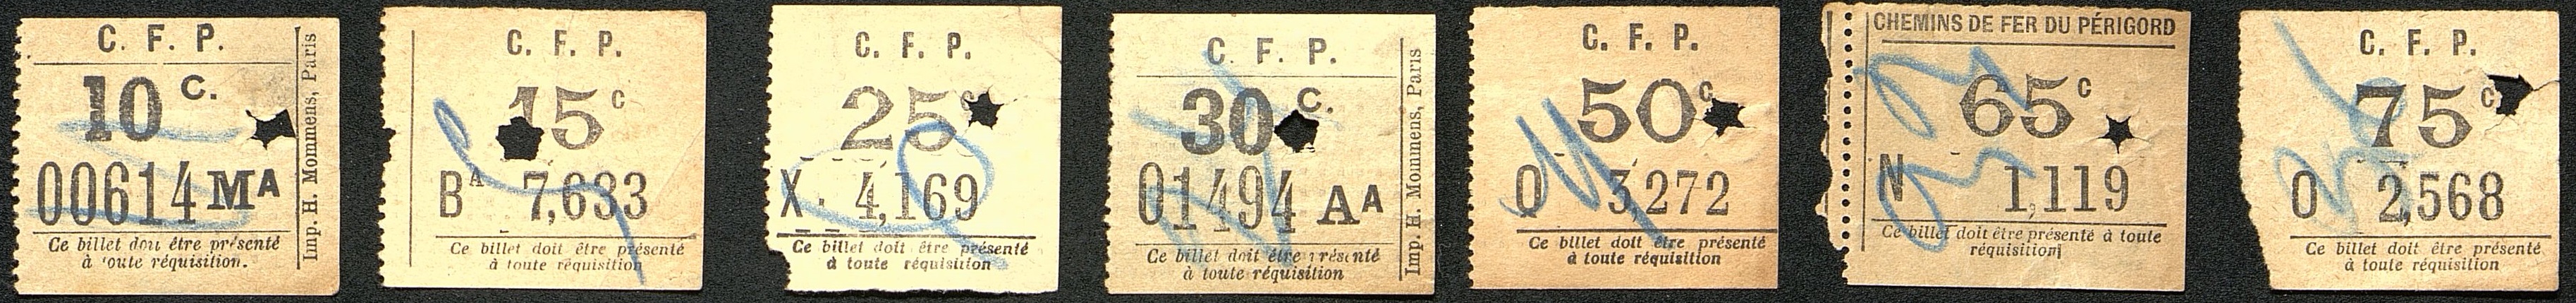 C. F. P.
10 C.
00614 MA
Ce billet doit être présenté
à toute réquisition.
Imp. H. Mommens, Paris
C. F. P.
15 c
BA 7,633
Ce billet doit être présenté
à toute réquisition
C. F. P.
25 c
X. 4,169
Ce billet doit être présenté
à toute réquisition
C. F. P.
30 C.
01494 AA
Ce billet doit être présenté
à toute réquisition
Imp. H. Mommens, Paris
C. F. P.
50 c
O 3,272
Ce billet doit être présenté
à toute réquisition
CHEMINS DE FER DU PÉRIGORD
65 c
N 1,119
Ce billet doit être présenté à toute
réquisition
C. F. P.
75 c
O 2,568
Ce billet doit être présenté
à toute réquisition